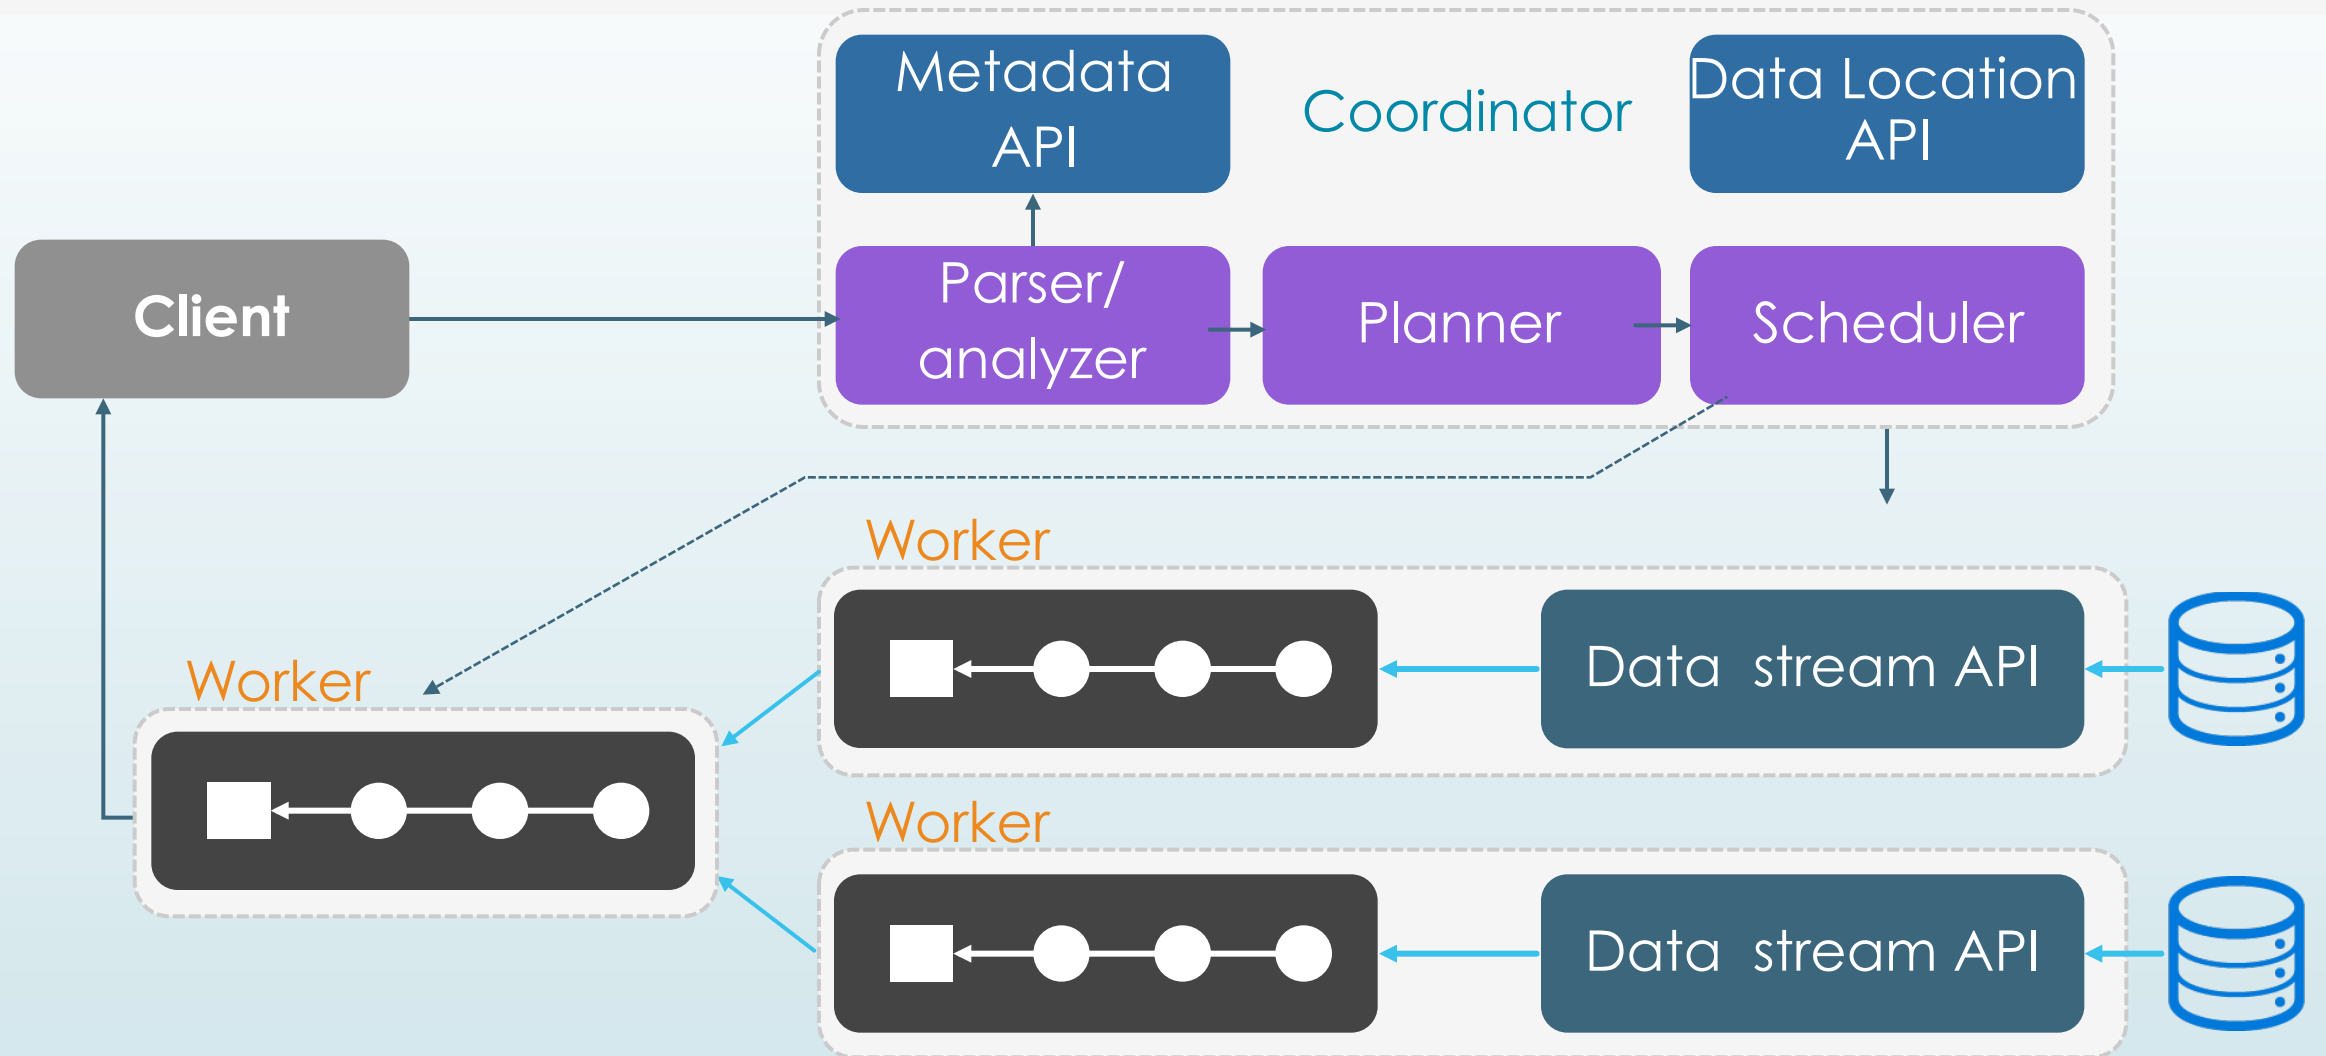 Metadata
API
Coordinator
Data Location
API
Client
Parser/
analyzer
Planner
Scheduler
Worker
Data stream API
Worker
Worker
Data stream API